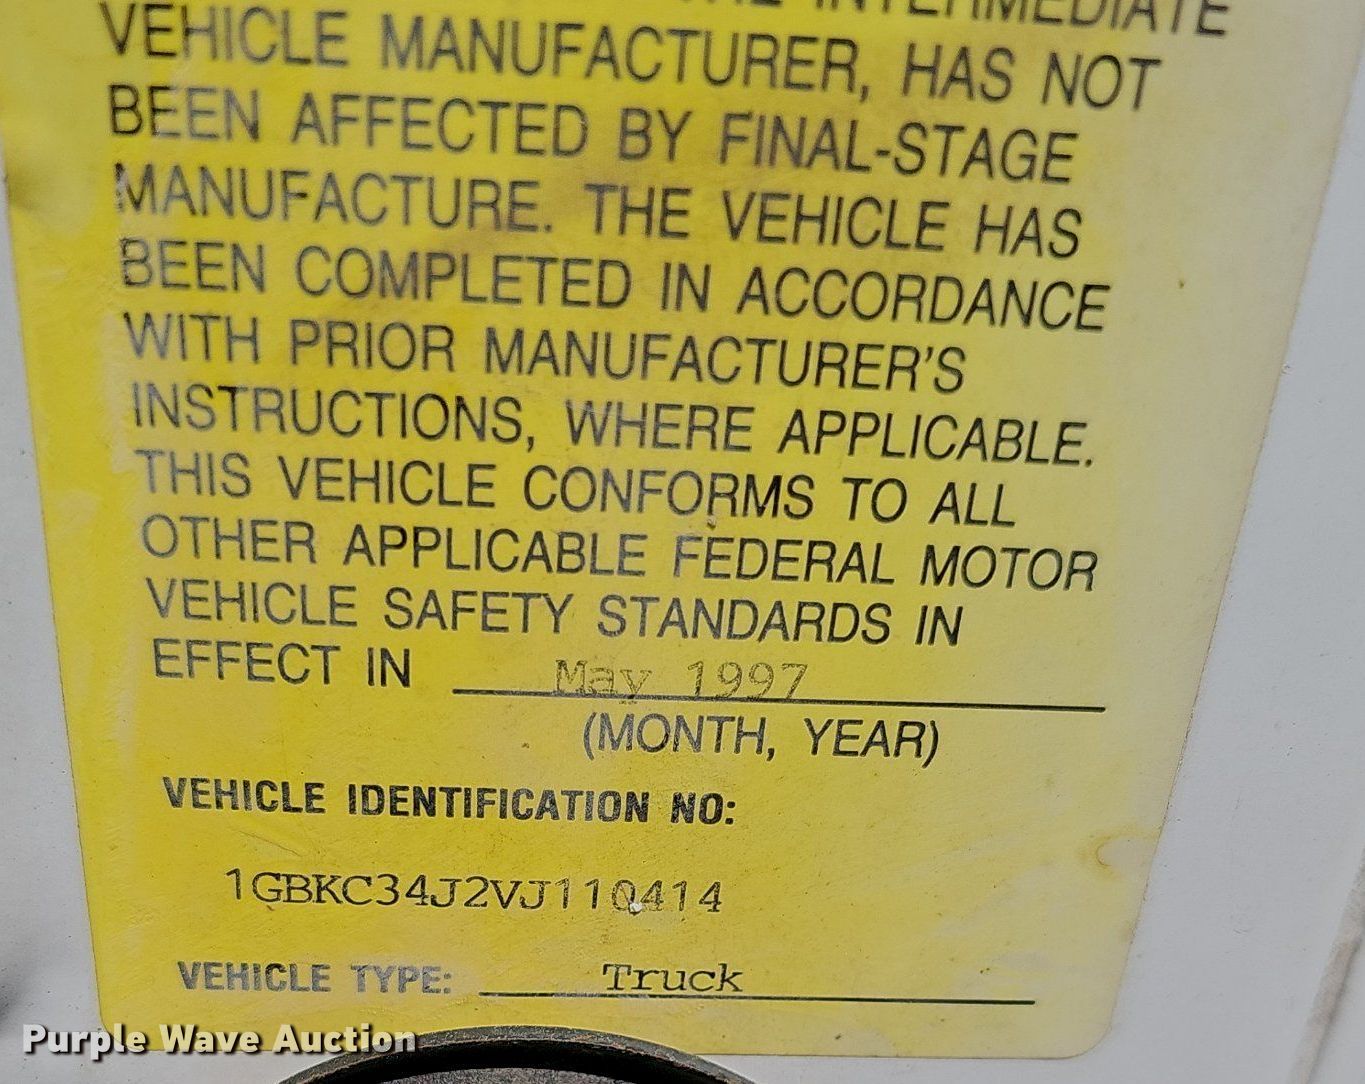 INTERMEDIATE
VEHICLE MANUFACTURER, HAS NOT
BEEN AFFECTED BY FINAL-STAGE
MANUFACTURE. THE VEHICLE HAS
BEEN COMPLETED IN ACCORDANCE
WITH PRIOR MANUFACTURER'S
INSTRUCTIONS, WHERE APPLICABLE.
THIS VEHICLE CONFORMS TO ALL
OTHER APPLICABLE FEDERAL MOTOR
VEHICLE SAFETY STANDARDS IN
EFFECT IN May 1997
(MONTH, YEAR)
VEHICLE IDENTIFICATION NO:
1GBKC34J2VJ110414
VEHICLE TYPE: Truck
Purple Wave Auction